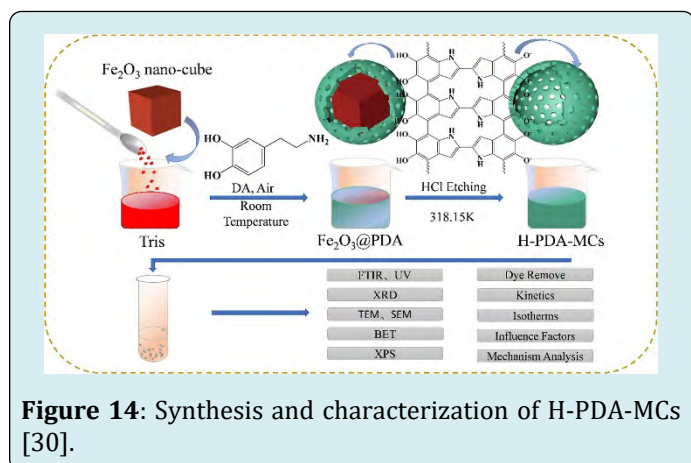 Fe₂O₃ nano-cube
HO
HO
NH₂
DA, Air
Room
Temperature
Tris
Fe₂O₃@PDA
HCl Etching
318.15K
H-PDA-MCs
FTIR、UV
XRD
TEM、SEM
BET
XPS
Dye Remove
Kinetics
Isotherms
Influence Factors
Mechanism Analysis
Figure 14: Synthesis and characterization of H-PDA-MCs
[30].